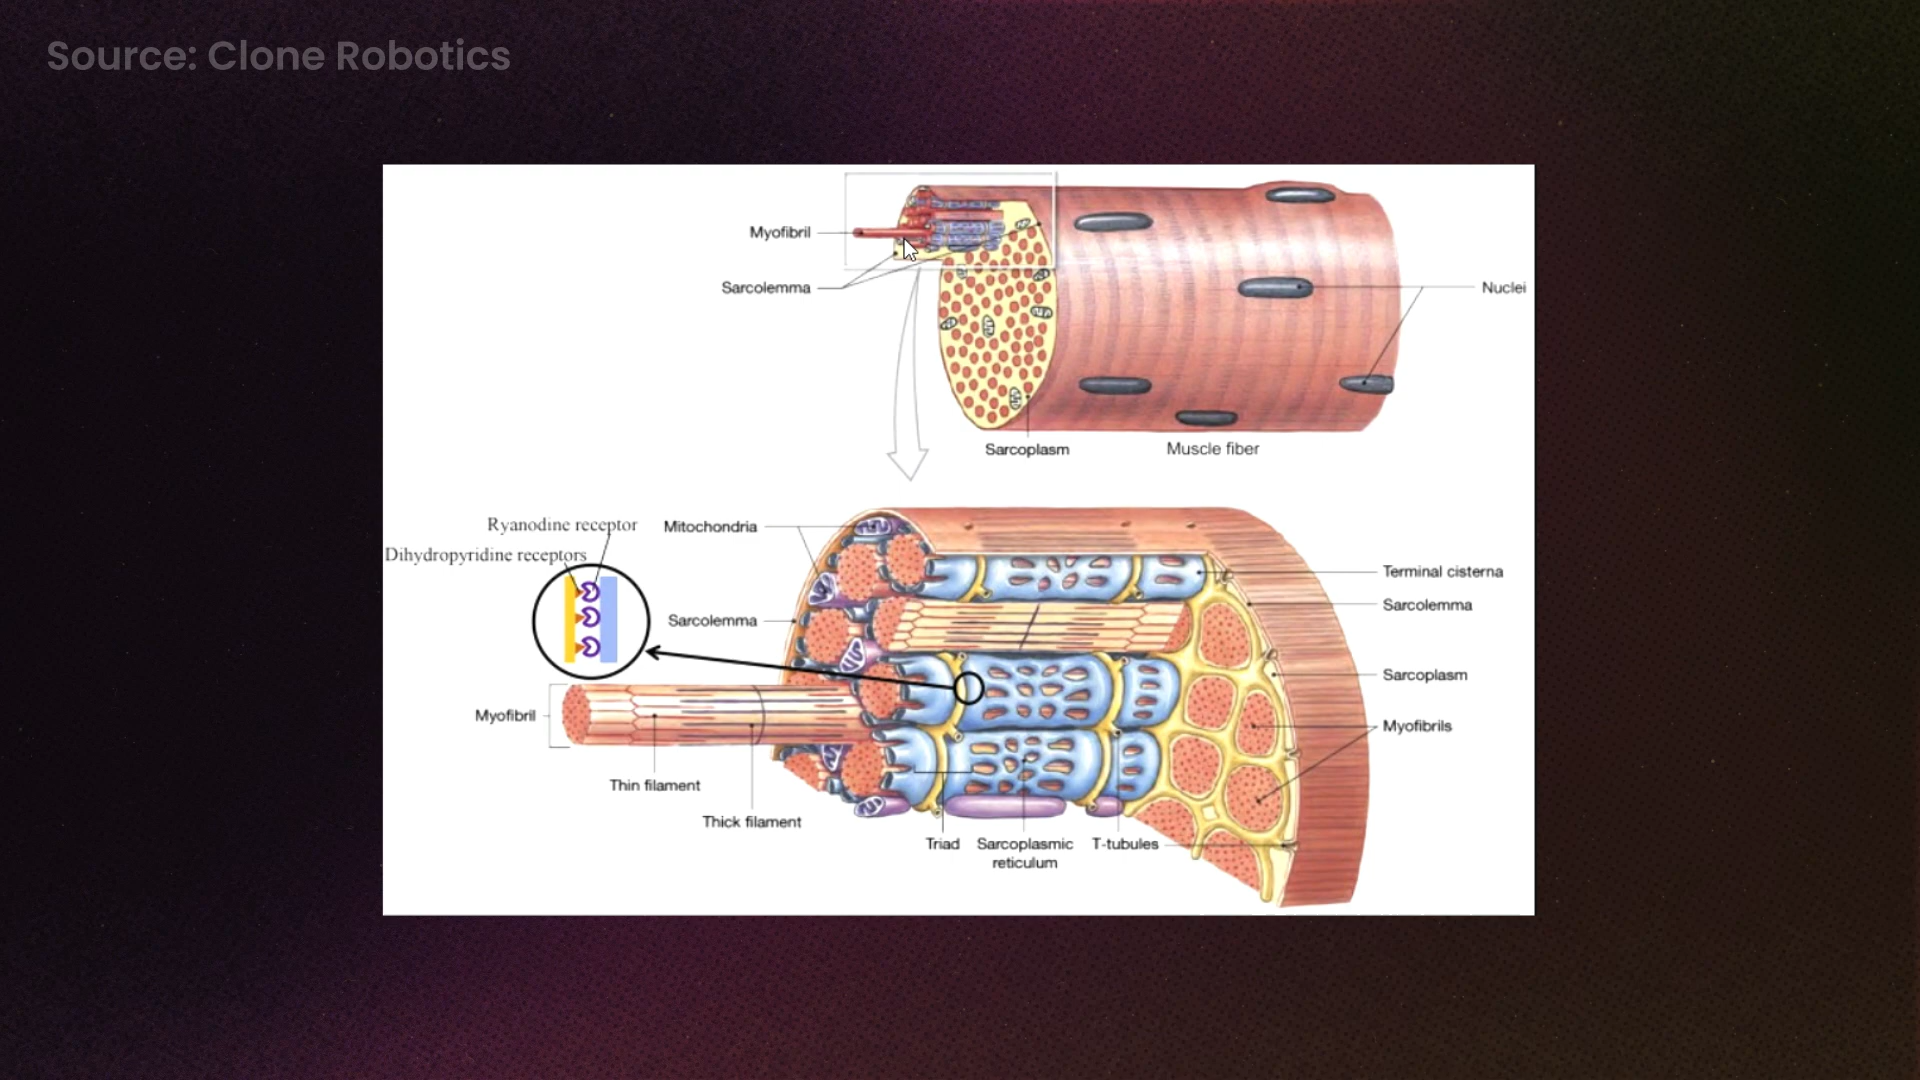 Source: Clone Robotics
Myofibril
Sarcolemma
Nuclei
Sarcoplasm
Muscle fiber
Ryanodine receptor
Mitochondria
Dihydropyridine receptors
Terminal cisterna
Sarcolemma
Sarcolemma
Sarcoplasm
Myofibril
Myofibrils
Thin filament
Thick filament
Triad
Sarcoplasmic
reticulum
T-tubules